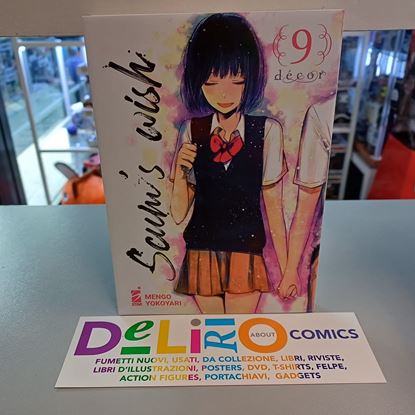 Scum's wish
9
décor
STAR
MENGO
YOKOYARI
DeLiRiO ABOUT COMICS
FUMETTI NUOVI, USATI, DA COLLEZIONE, LIBRI, RIVISTE,
LIBRI D'ILLUSTRAZIONI, POSTERS, DVD, T-SHIRTS, FELPE,
ACTION FIGURES, PORTACHIAVI, GADGETS